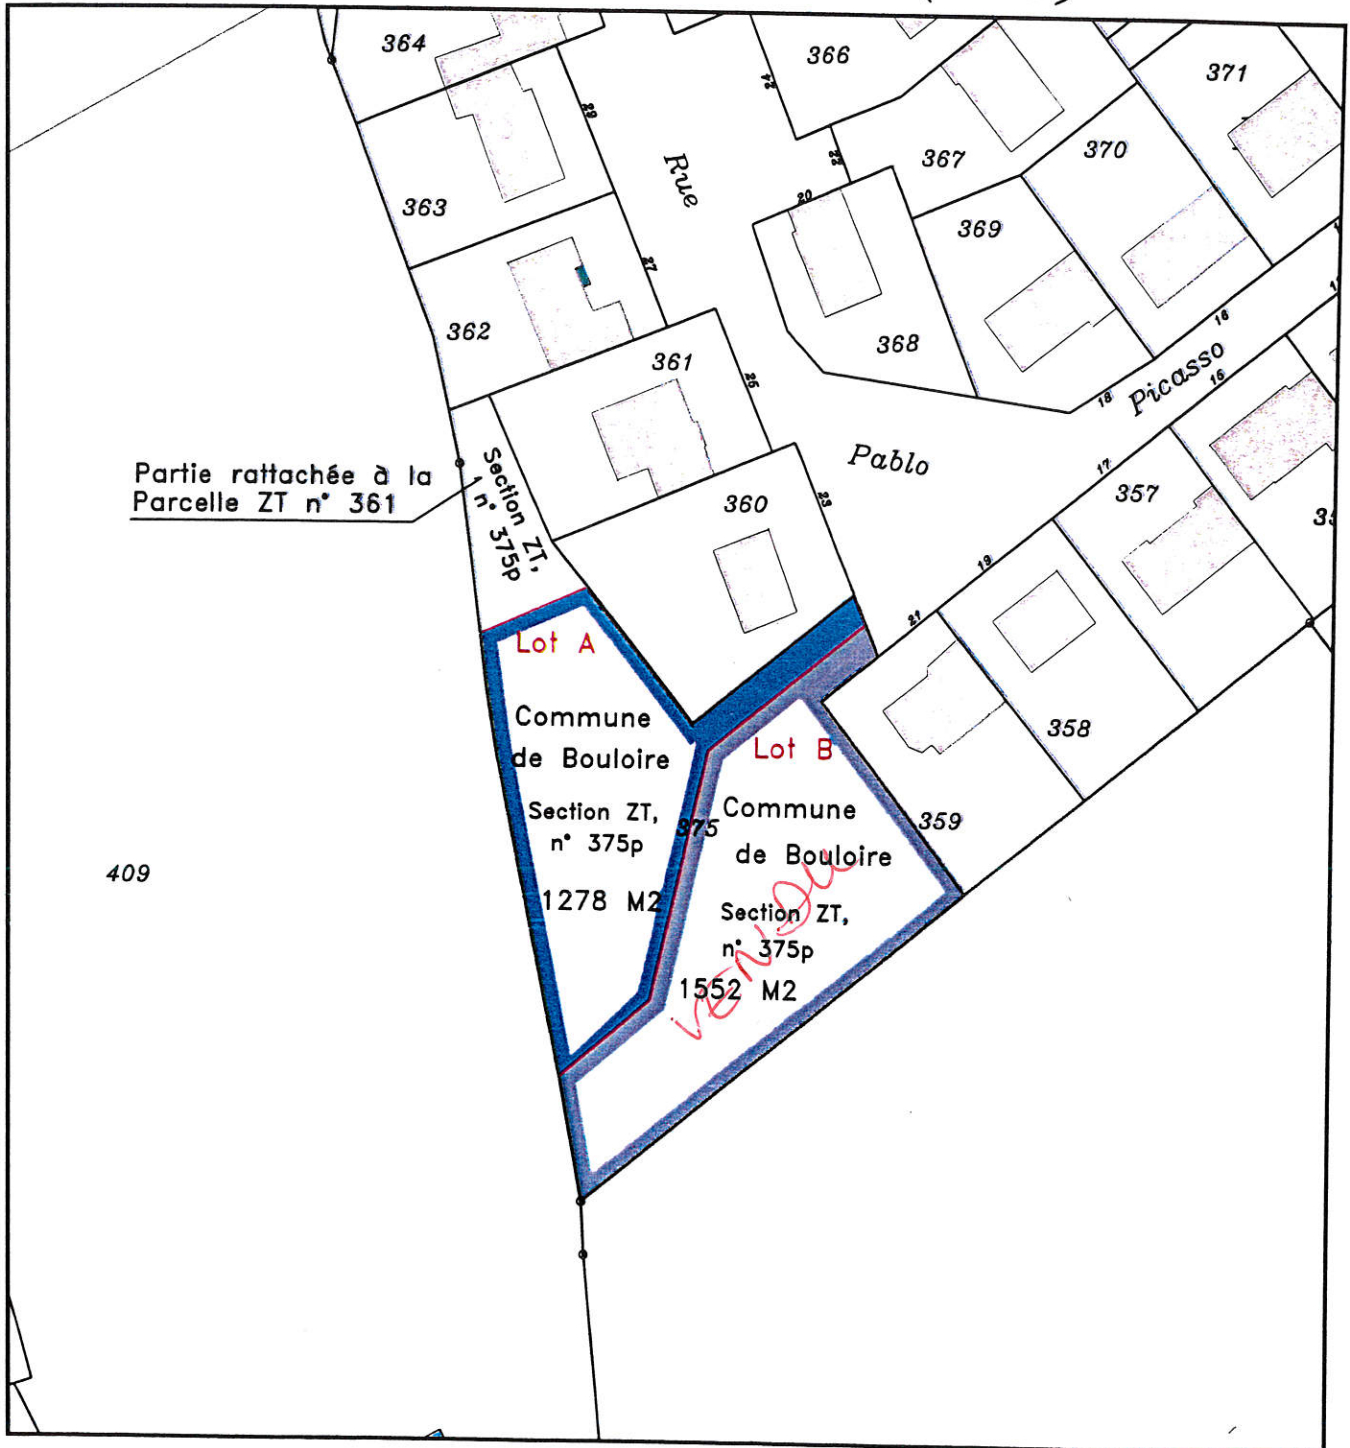 364
366
371
29
24
Rue
22
367
370
363
20
369
27
362
361
368
16
25
Picasso
16
18
Pablo
Partie rattachée à la
Parcelle ZT n° 361
Section ZT,
n° 375p
360
23
17
357
19
21
Lot A
Commune
de Bouloire
Section ZT,
n° 375p
1278 M2
375
Lot B
Commune
de Bouloire
Section ZT,
n° 375p
1552 M2
VENDU
358
359
409